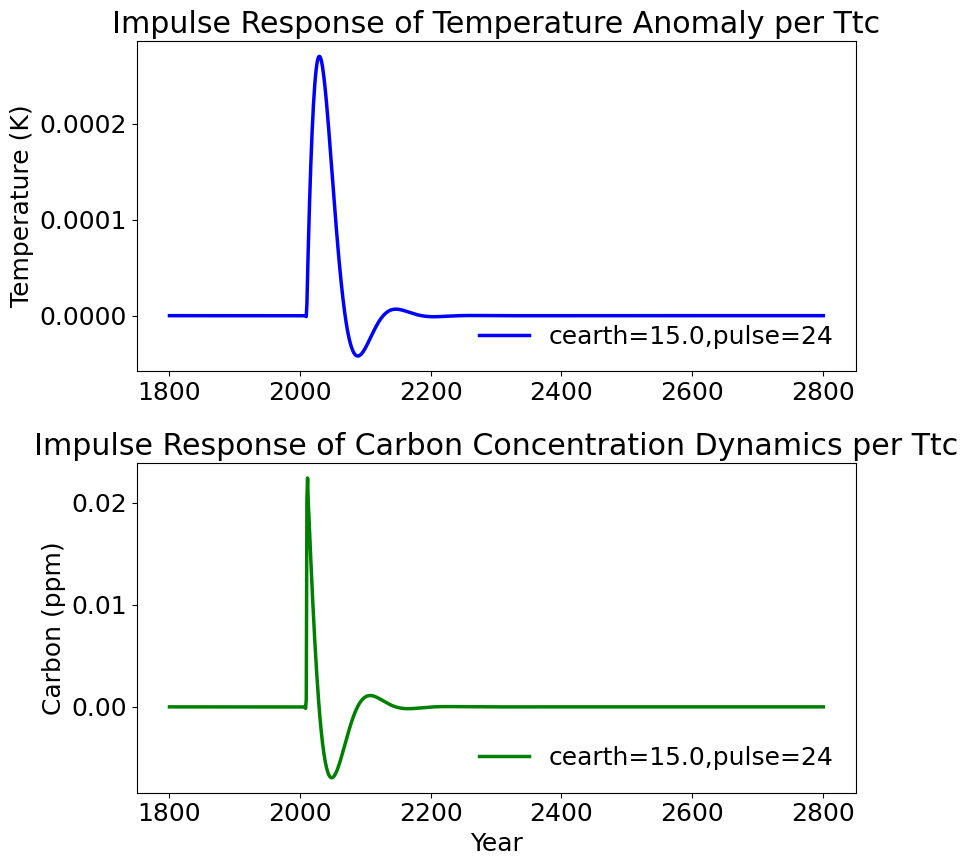 Impulse Response of Temperature Anomaly per Ttc
Temperature (K)
0.0002
0.0001
0.0000
cearth=15.0,pulse=24
1800 2000 2200 2400 2600 2800
Impulse Response of Carbon Concentration Dynamics per Ttc
Carbon (ppm)
0.02
0.01
0.00
cearth=15.0,pulse=24
1800 2000 2200 2400 2600 2800
Year